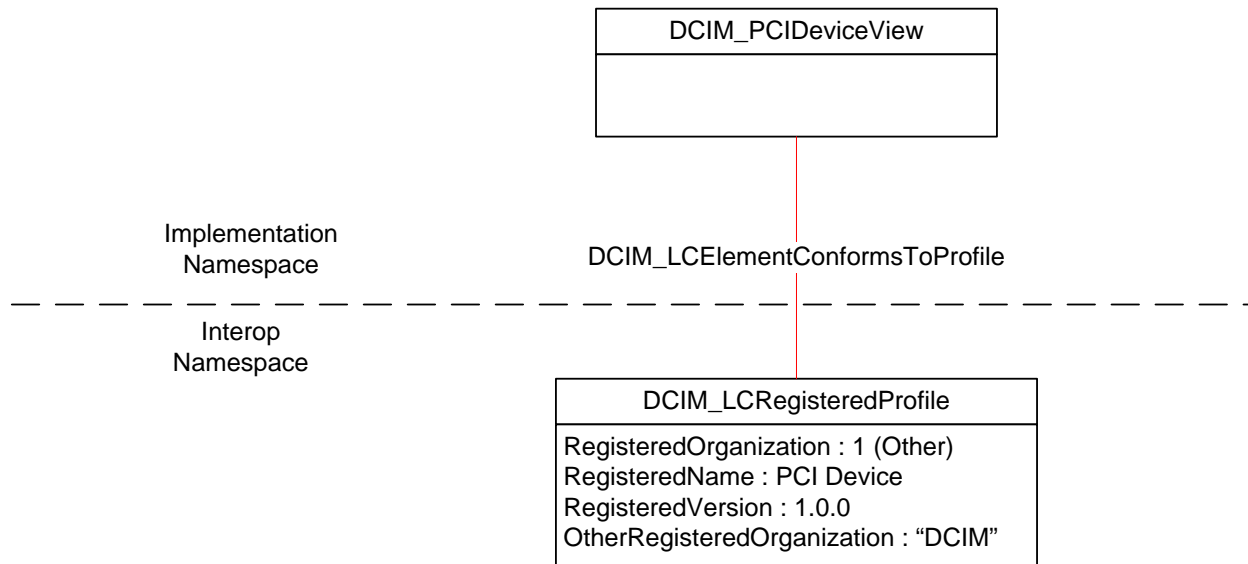 DCIM_PCIDeviceView
Implementation
Namespace
DCIM_LCElementConformsToProfile
Interop
Namespace
DCIM_LCRegisteredProfile
RegisteredOrganization : 1 (Other)
RegisteredName : PCI Device
RegisteredVersion : 1.0.0
OtherRegisteredOrganization : “DCIM”